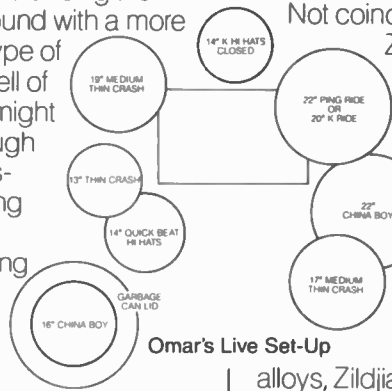 ound with a more
ype of
ell of
night
ugh
s-
ng
ng
Not coinc
Z
14" K HI HATS
CLOSED
19" MEDIUM
THIN CRASH
22" PING RIDE
OR
20" K RIDE
13" THIN CRASH
14" QUICK BEAT
HI HATS
22"
CHINA BOY
17" MEDIUM
THIN CRASH
GARBAGE
CAN LID
16" CHINA BOY
Omar's Live Set-Up
alloys, Zildjia